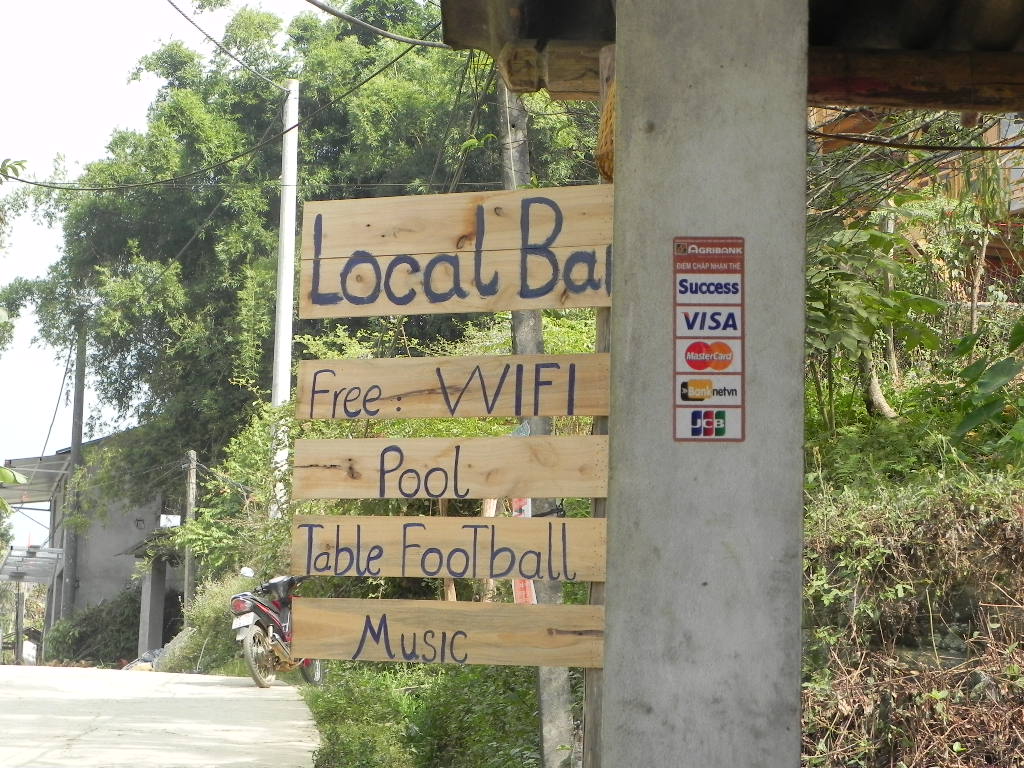 Local Ba
Free: WIFI
Pool
Table FooTball
Music
AGRIBANK
ĐIỂM CHẤP NHẬN THẺ
Success
VISA
MasterCard
Banknetvn
JCB